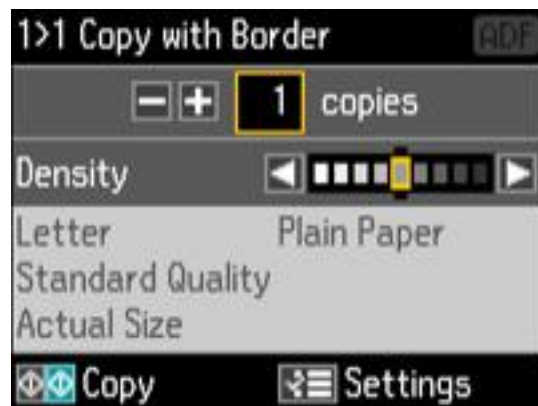 1>1 Copy with Border ADF
1 copies
Density
Letter Plain Paper
Standard Quality
Actual Size
Copy Settings